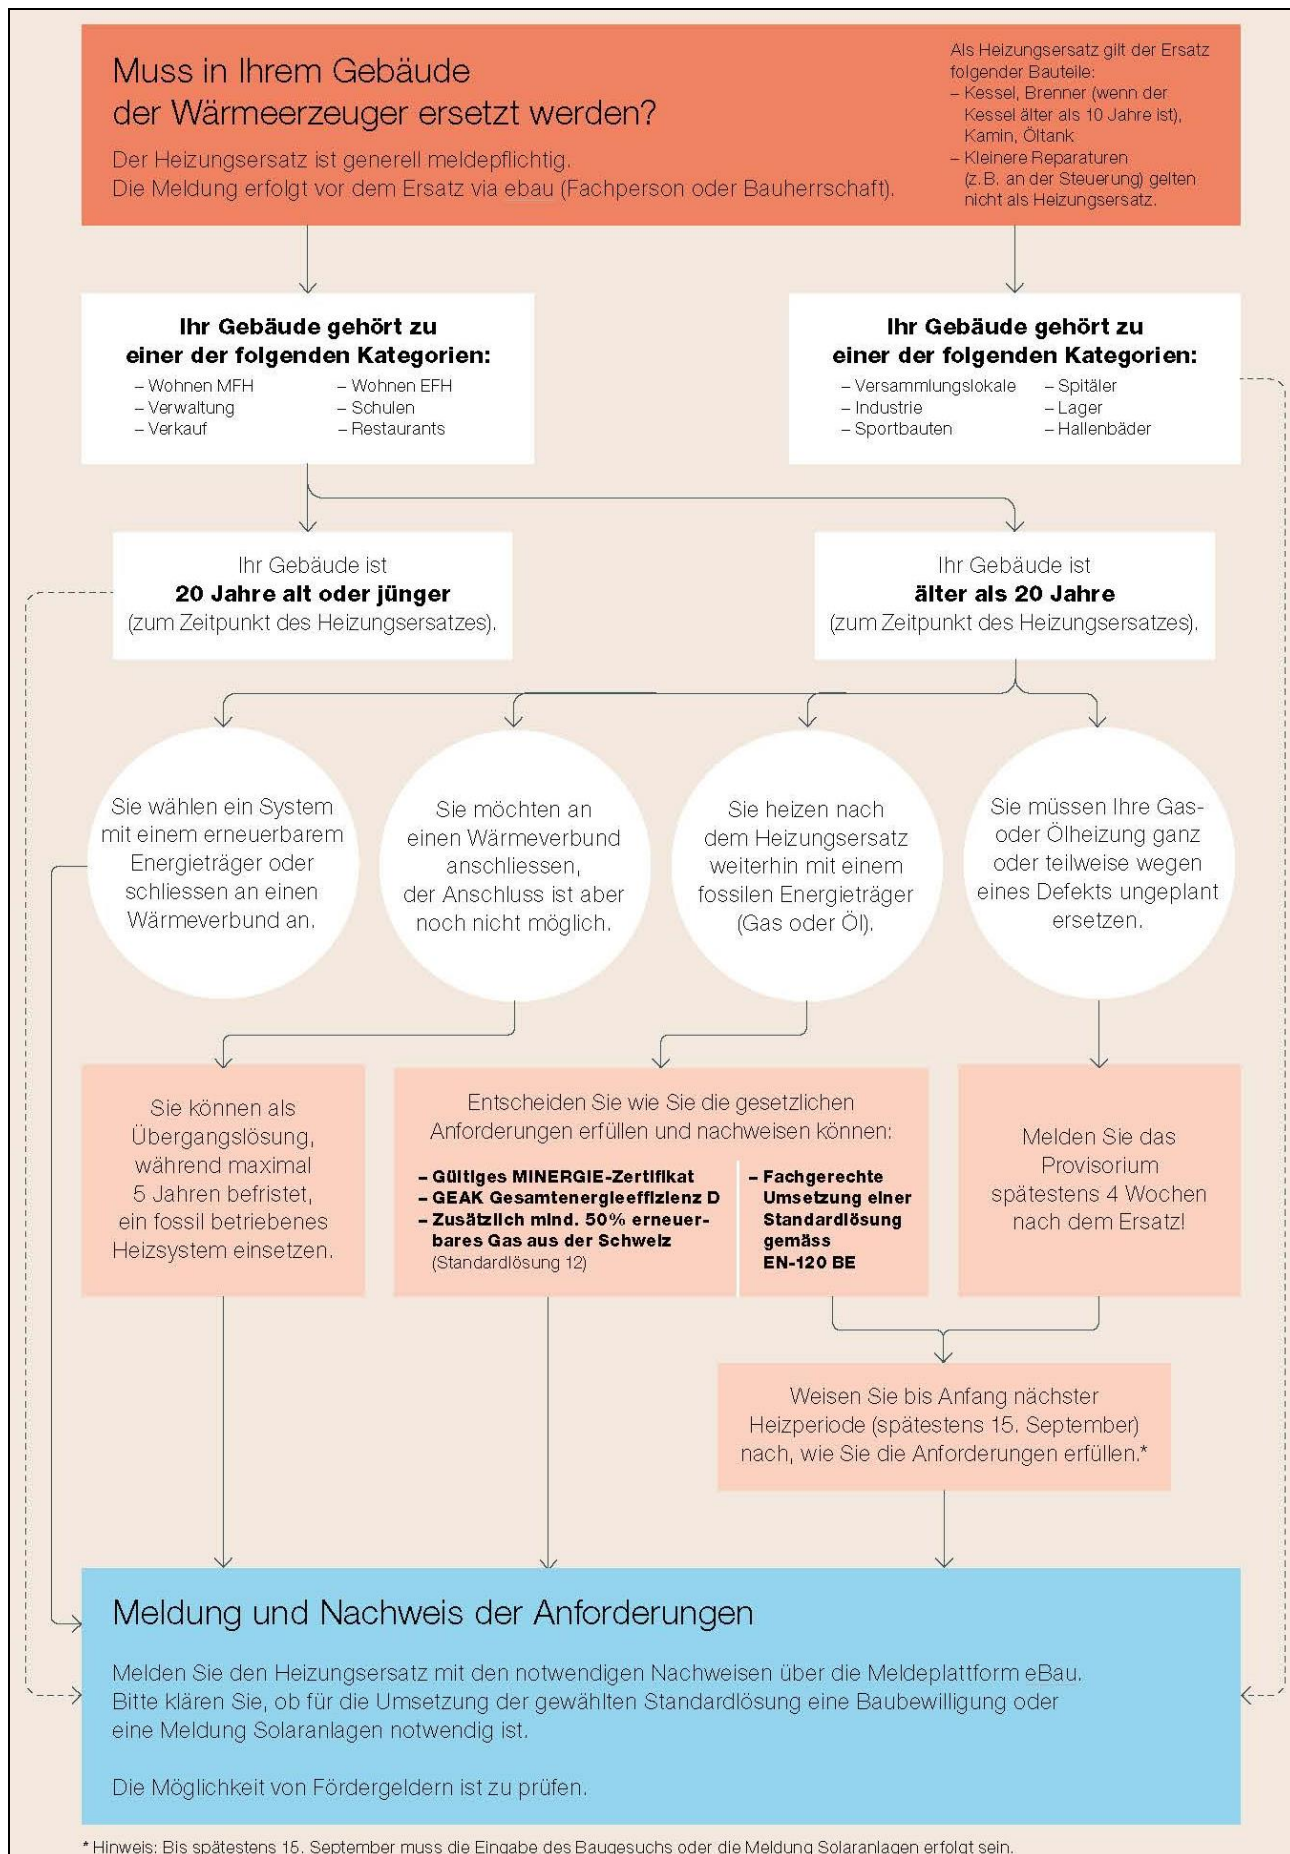 Muss in Ihrem Gebäude
der Wärmeerzeuger ersetzt werden?
Der Heizungsersatz ist generell meldepflichtig.
Die Meldung erfolgt vor dem Ersatz via ebau (Fachperson oder Bauherrschaft).
Als Heizungsersatz gilt der Ersatz
folgender Bauteile:
– Kessel, Brenner (wenn der
Kessel älter als 10 Jahre ist),
Kamin, Öltank
– Kleinere Reparaturen
(z.B. an der Steuerung) gelten
nicht als Heizungsersatz.
Ihr Gebäude gehört zu
einer der folgenden Kategorien:
– Wohnen MFH
– Verwaltung
– Verkauf
– Wohnen EFH
– Schulen
– Restaurants
Ihr Gebäude gehört zu
einer der folgenden Kategorien:
– Versammlungslokale
– Industrie
– Sportbauten
– Spitäler
– Lager
– Hallenbäder
Ihr Gebäude ist
20 Jahre alt oder jünger
(zum Zeitpunkt des Heizungsersatzes).
Ihr Gebäude ist
älter als 20 Jahre
(zum Zeitpunkt des Heizungsersatzes).
Sie wählen ein System
mit einem erneuerbarem
Energieträger oder
schliessen an einen
Wärmeverbund an.
Sie möchten an
einen Wärmeverbund
anschliessen,
der Anschluss ist aber
noch nicht möglich.
Sie heizen nach
dem Heizungsersatz
weiterhin mit einem
fossilen Energieträger
(Gas oder Öl).
Sie müssen Ihre Gas-
oder Ölheizung ganz
oder teilweise wegen
eines Defekts ungeplant
ersetzen.
Sie können als
Übergangslösung,
während maximal
5 Jahren befristet,
ein fossil betriebenes
Heizsystem einsetzen.
Entscheiden Sie wie Sie die gesetzlichen
Anforderungen erfüllen und nachweisen können:
– Gültiges MINERGIE-Zertifikat
– GEAK Gesamtenergieeffizienz D
– Zusätzlich mind. 50% erneuer-
bares Gas aus der Schweiz
(Standardlösung 12)
– Fachgerechte
Umsetzung einer
Standardlösung
gemäss
EN-120 BE
Melden Sie das
Provisorium
spätestens 4 Wochen
nach dem Ersatz!
Weisen Sie bis Anfang nächster
Heizperiode (spätestens 15. September)
nach, wie Sie die Anforderungen erfüllen.*
Meldung und Nachweis der Anforderungen
Melden Sie den Heizungsersatz mit den notwendigen Nachweisen über die Meldeplattform eBau.
Bitte klären Sie, ob für die Umsetzung der gewählten Standardlösung eine Baubewilligung oder
eine Meldung Solaranlagen notwendig ist.
Die Möglichkeit von Fördergeldern ist zu prüfen.
* Hinweis: Bis spätestens 15. September muss die Eingabe des Baugesuchs oder die Meldung Solaranlagen erfolgt sein.